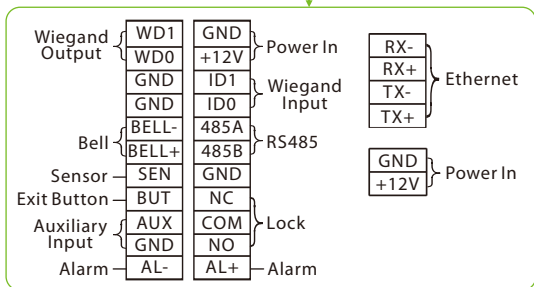 Wiegand Output
WD1
WD0
GND
GND
Bell
BELL-
BELL+
Sensor
SEN
Exit Button
BUT
Auxiliary Input
AUX
GND
Alarm
AL-
GND
+12V
Power In
ID1
ID0
Wiegand Input
485A
485B
RS485
GND
NC
COM
NO
Lock
AL+
Alarm
RX-
RX+
TX-
TX+
Ethernet
GND
+12V
Power In